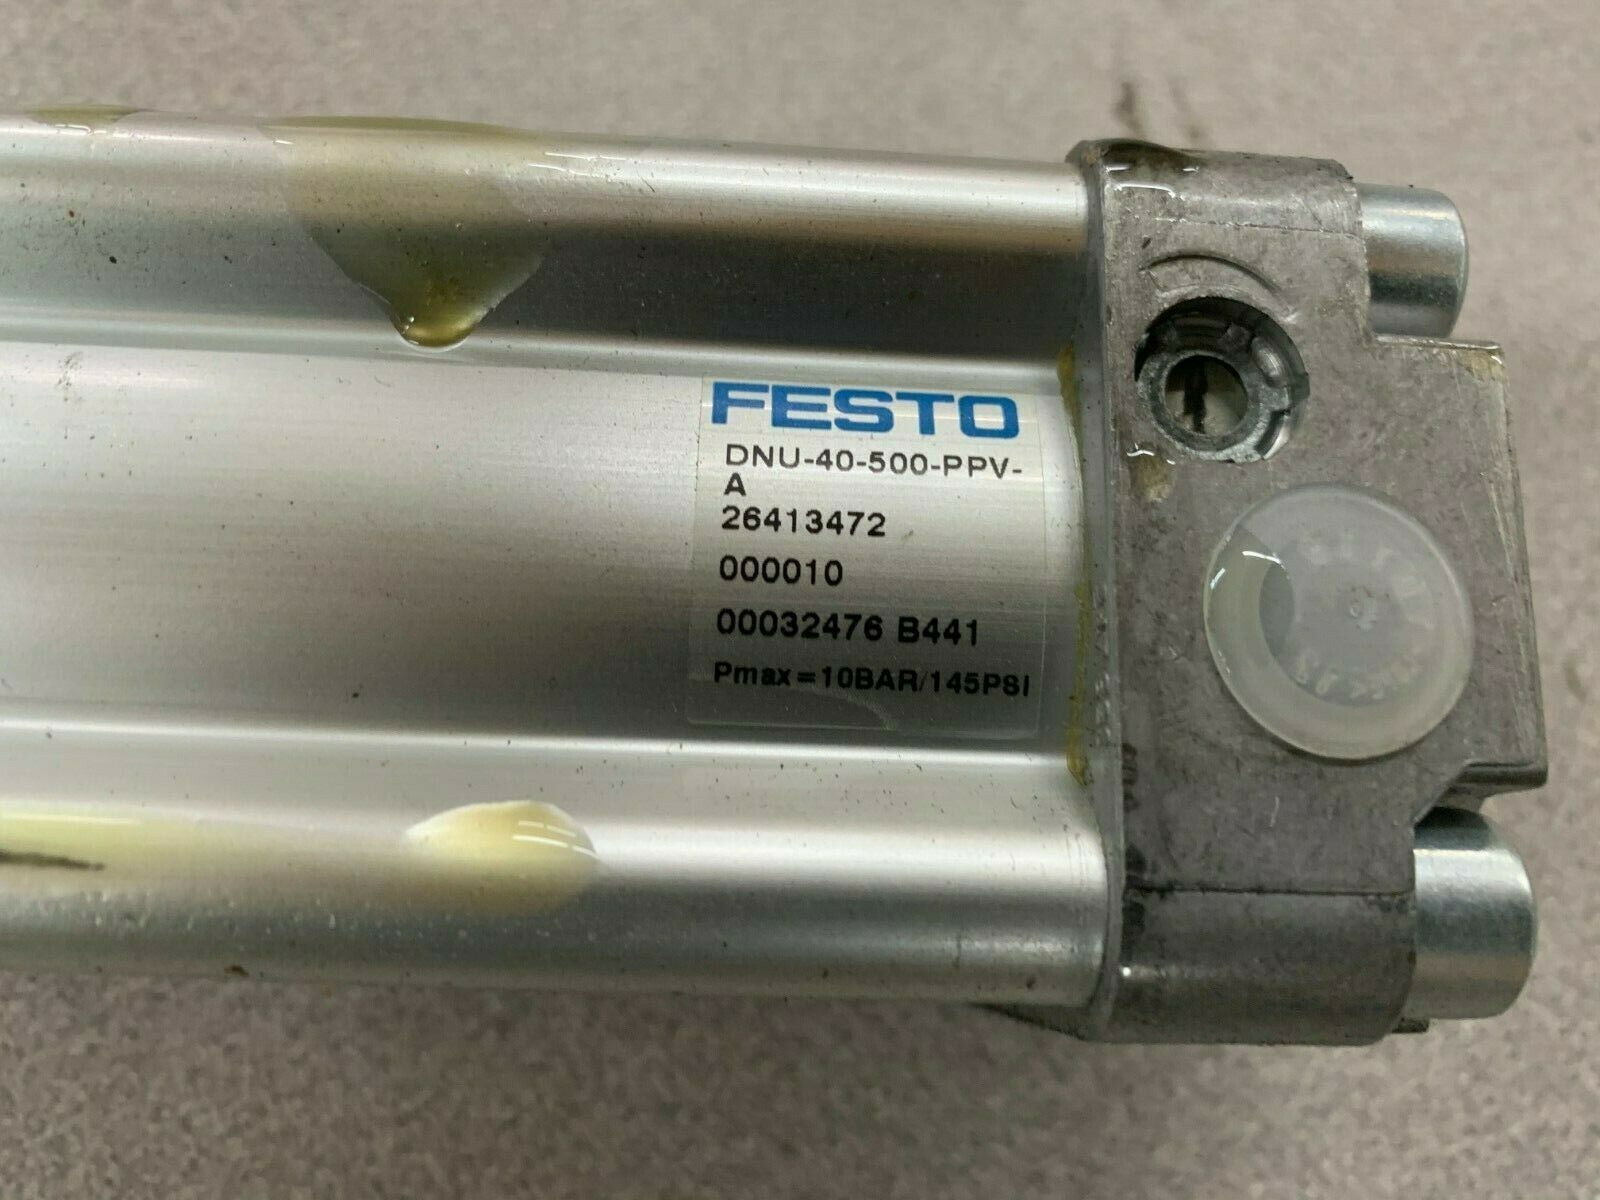 FESTO
DNU-40-500-PPV-
A
26413472
000010
00032476 B441
Pmax=10BAR/145PSI